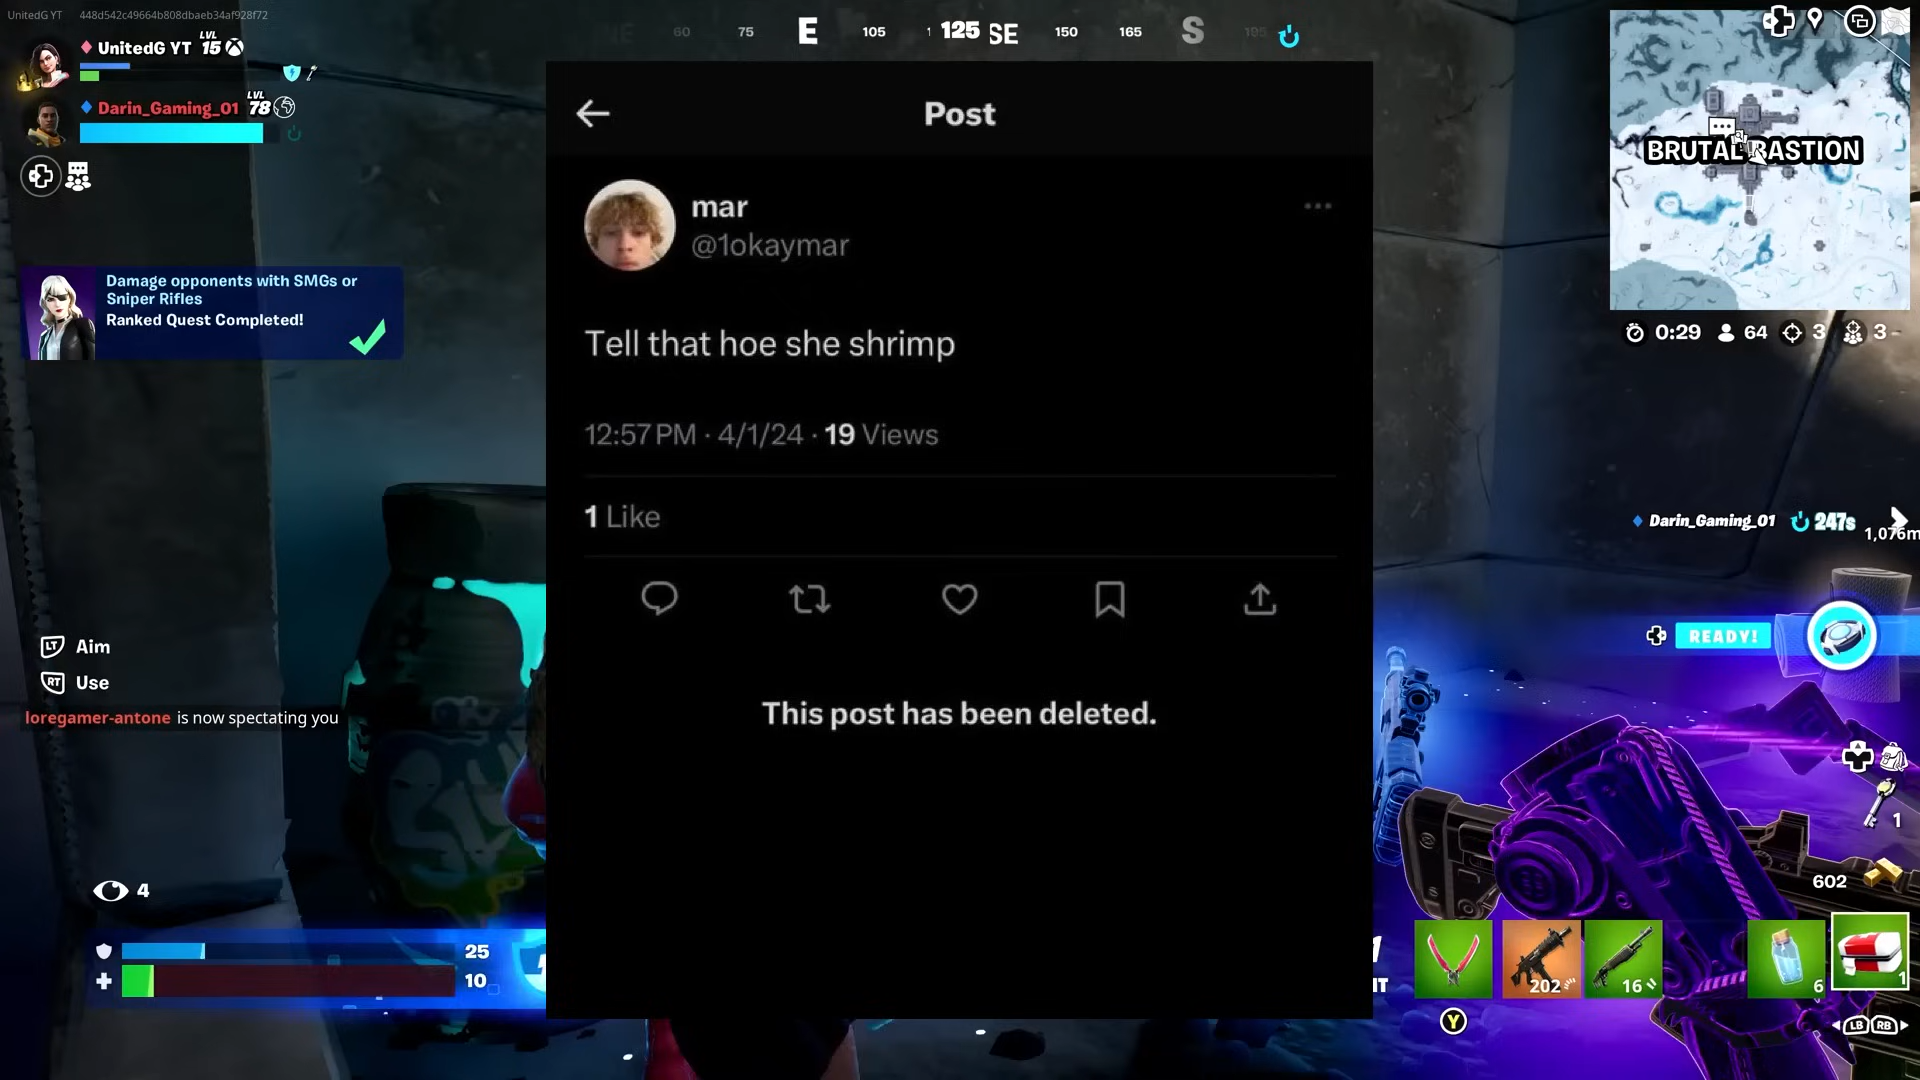 UnitedG YT 448d542c49664b808dbaeb34af928f72
UnitedG YT LVL 15
Darin_Gaming_01 LVL 78
60 75 E 105 125 SE 150 165 S 195
BRUTAL BASTION
0:29 64 3 3
Damage opponents with SMGs or
Sniper Rifles
Ranked Quest Completed!
Post
mar
@1okaymar
Tell that hoe she shrimp
12:57 PM · 4/1/24 · 19 Views
1 Like
This post has been deleted.
Darin_Gaming_01 247s
1,076m
READY!
LT Aim
RT Use
loregamer-antone is now spectating you
4
25
10
1
602
202 16 6 1
Y
LB RB